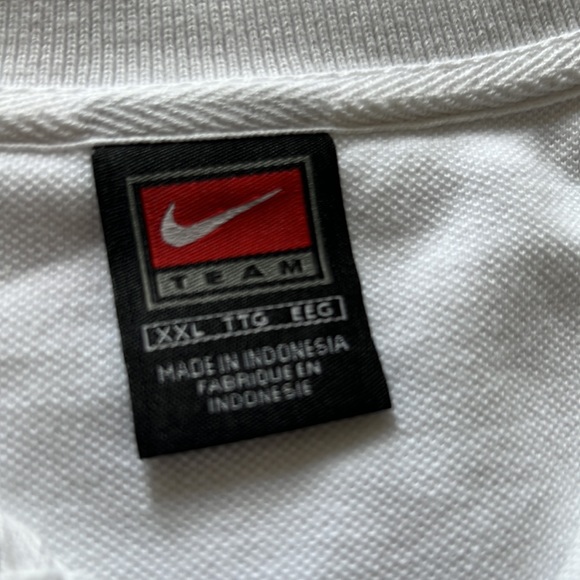 TEAM
XXL TTG EEG
MADE IN INDONESIA
FABRIQUE EN
INDONESIE